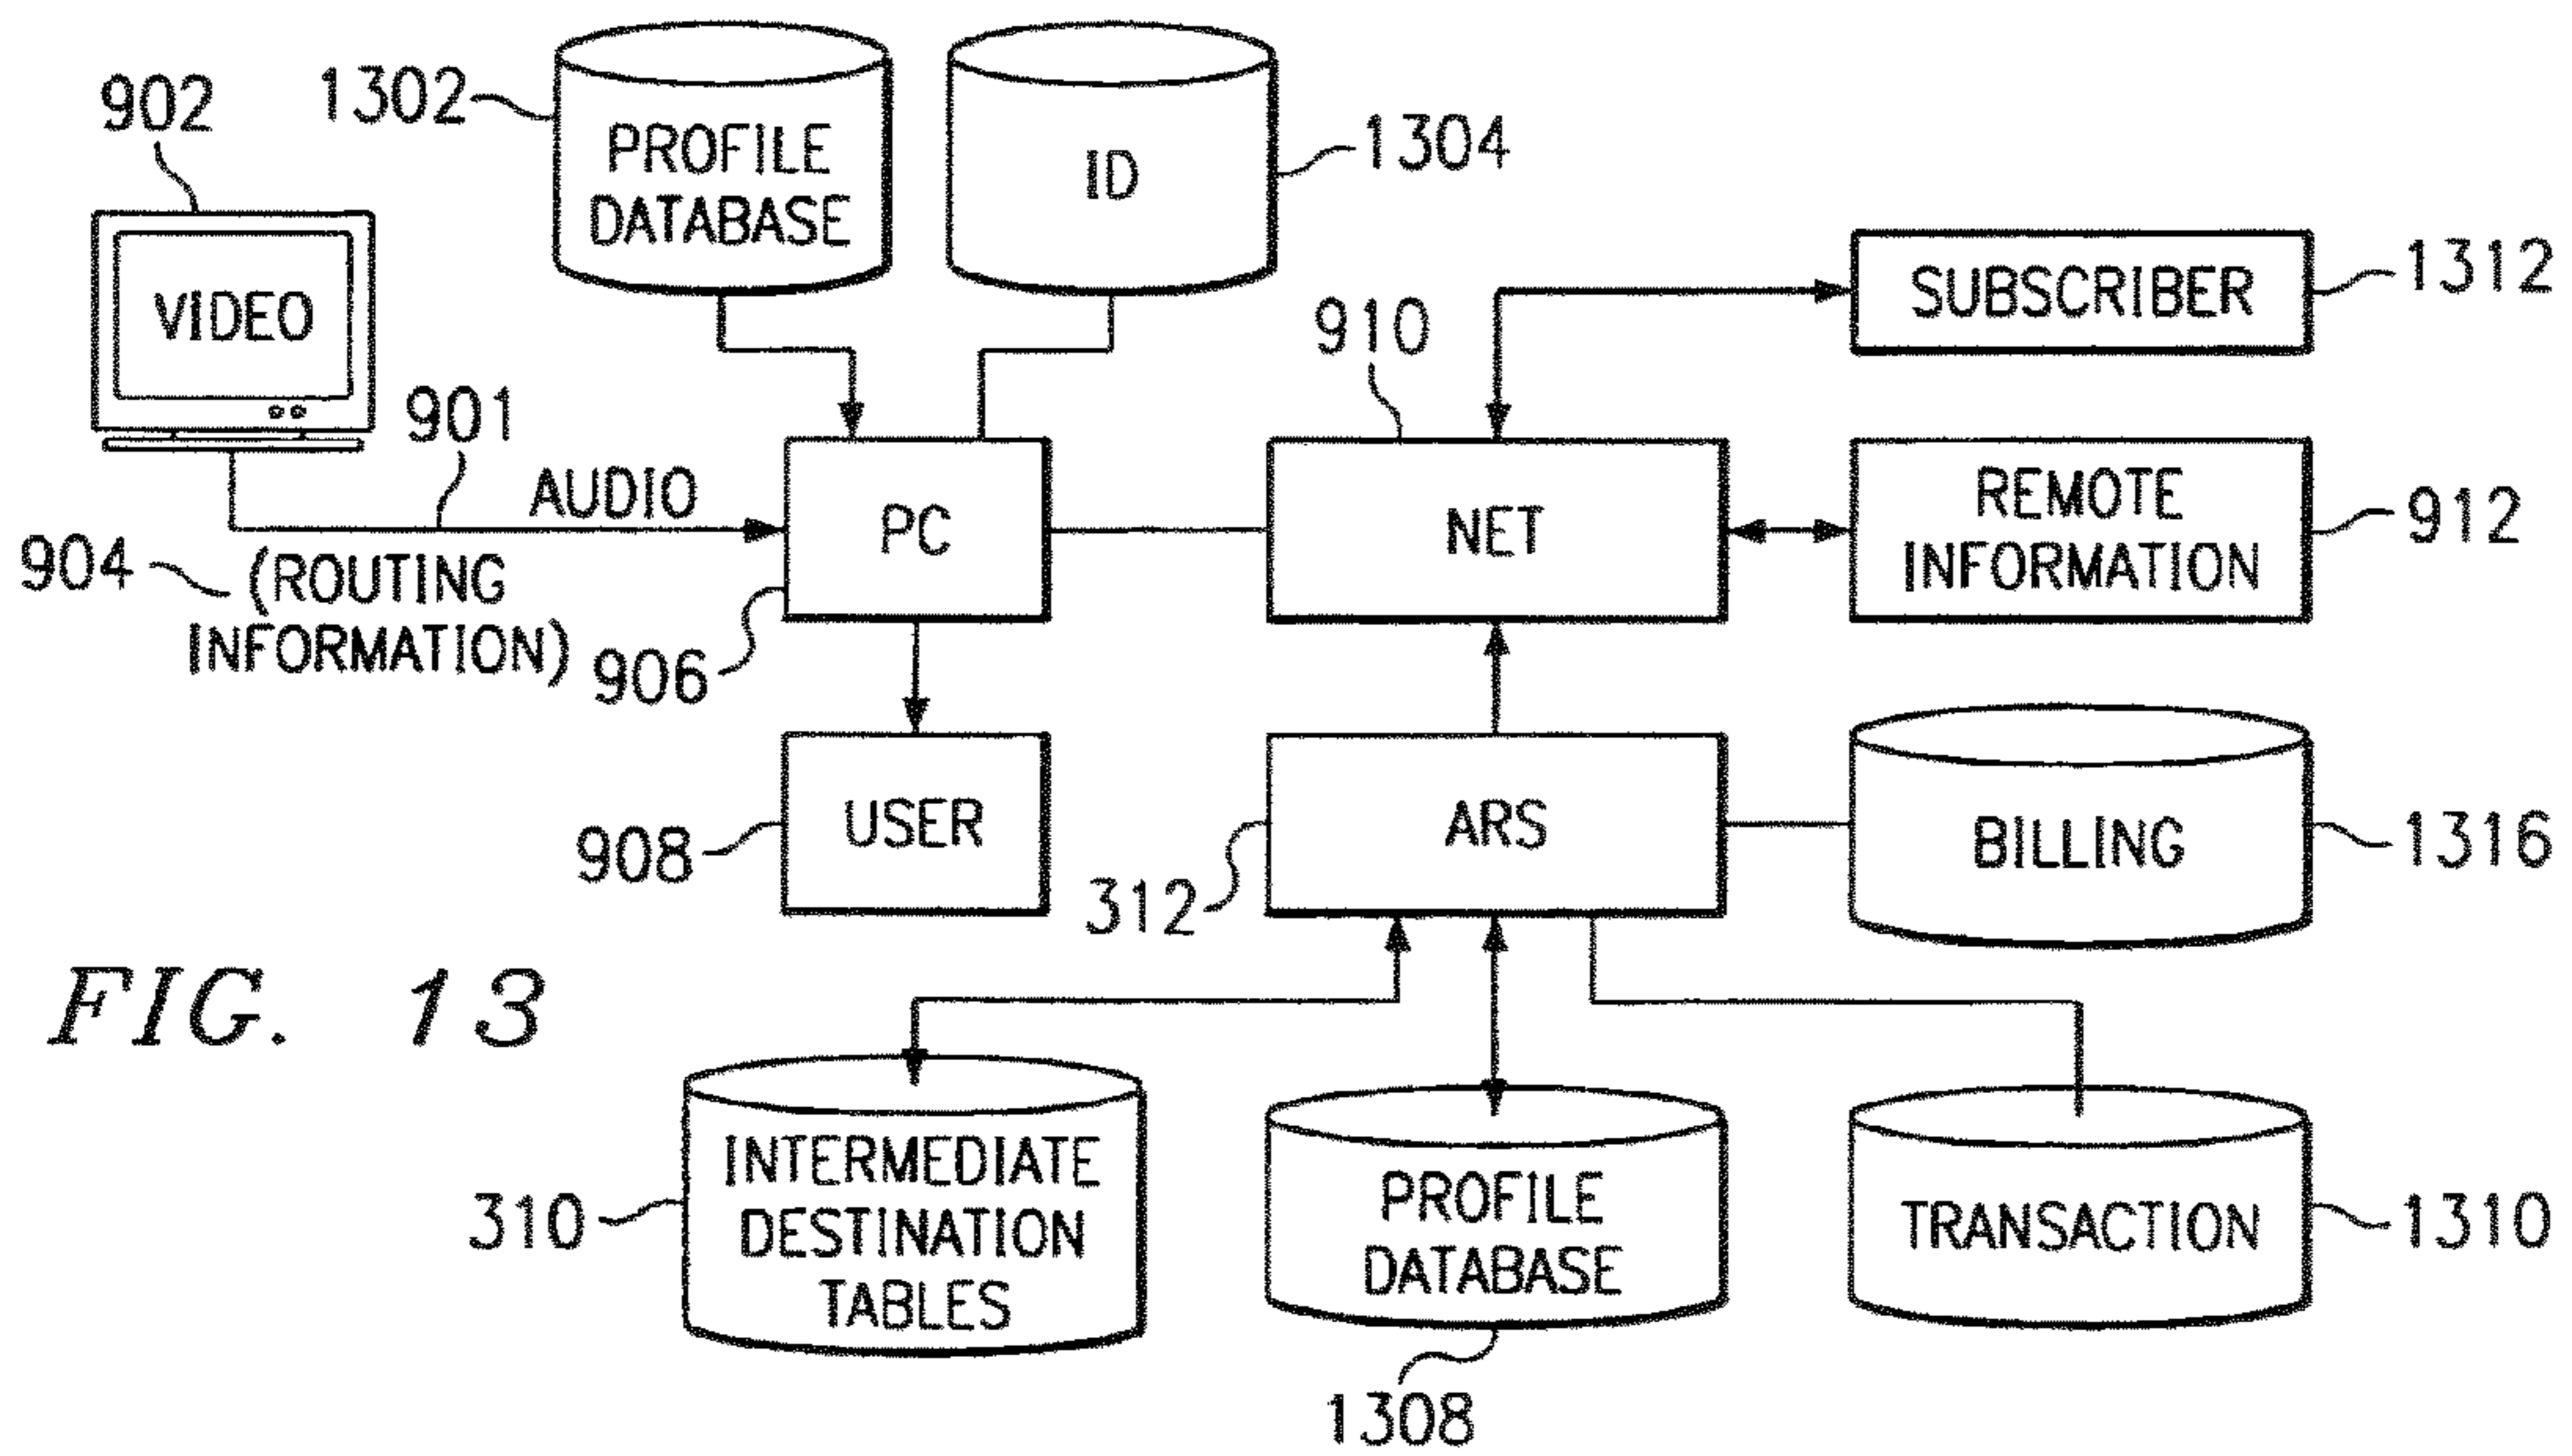 902
1302
PROFILE
DATABASE
ID
1304
VIDEO
SUBSCRIBER
1312
910
901
AUDIO
904
(ROUTING
INFORMATION)
906
PC
NET
REMOTE
INFORMATION
912
USER
908
ARS
312
BILLING
1316
FIG. 13
310
INTERMEDIATE
DESTINATION
TABLES
PROFILE
DATABASE
1308
TRANSACTION
1310